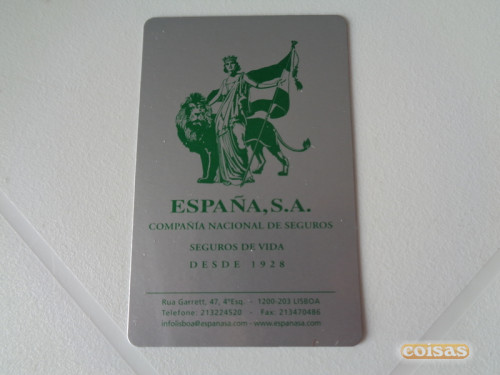 ESPAÑA, S.A.
COMPAÑIA NACIONAL DE SEGUROS
SEGUROS DE VIDA
DESDE 1928
Rua Garrett, 47, 4ºEsq. - 1200-203 LISBOA
Telefone: 213224520 - Fax: 213470486
infolisboa@espanasa.com - www.espanasa.com
coisas